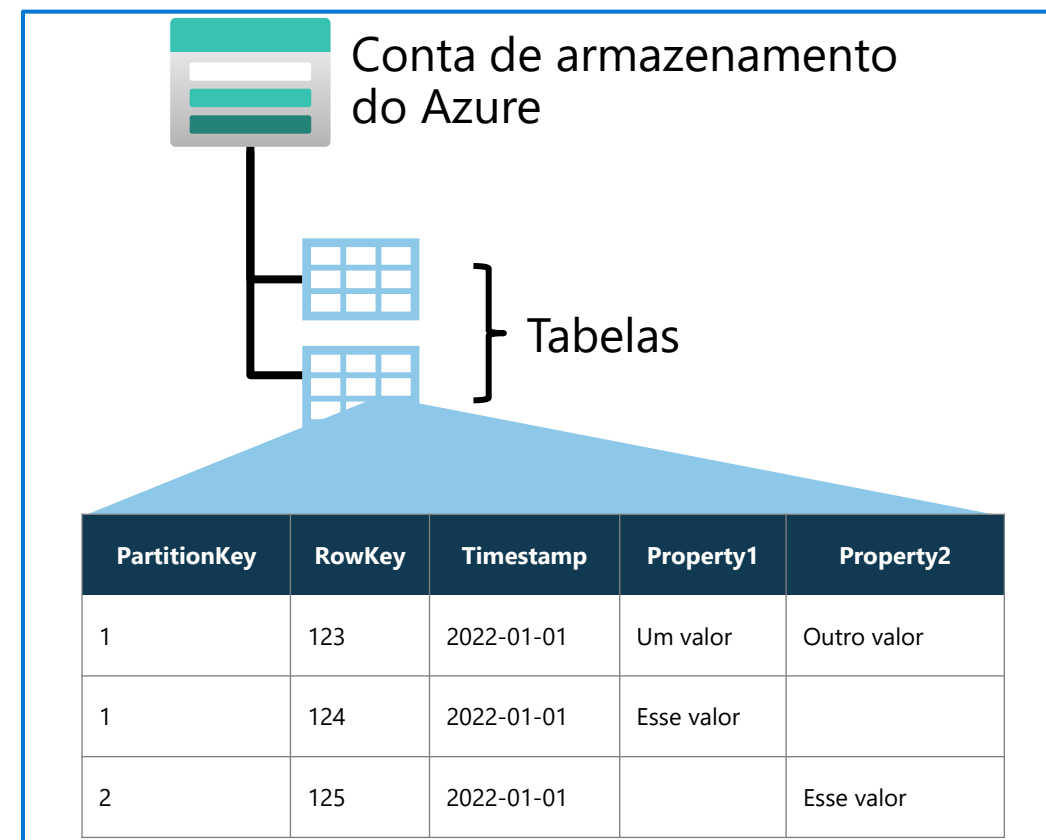 Conta de armazenamento
do Azure
Tabelas
PartitionKey RowKey Timestamp Property1 Property2
1 123 2022-01-01 Um valor Outro valor
1 124 2022-01-01 Esse valor
2 125 2022-01-01 Esse valor